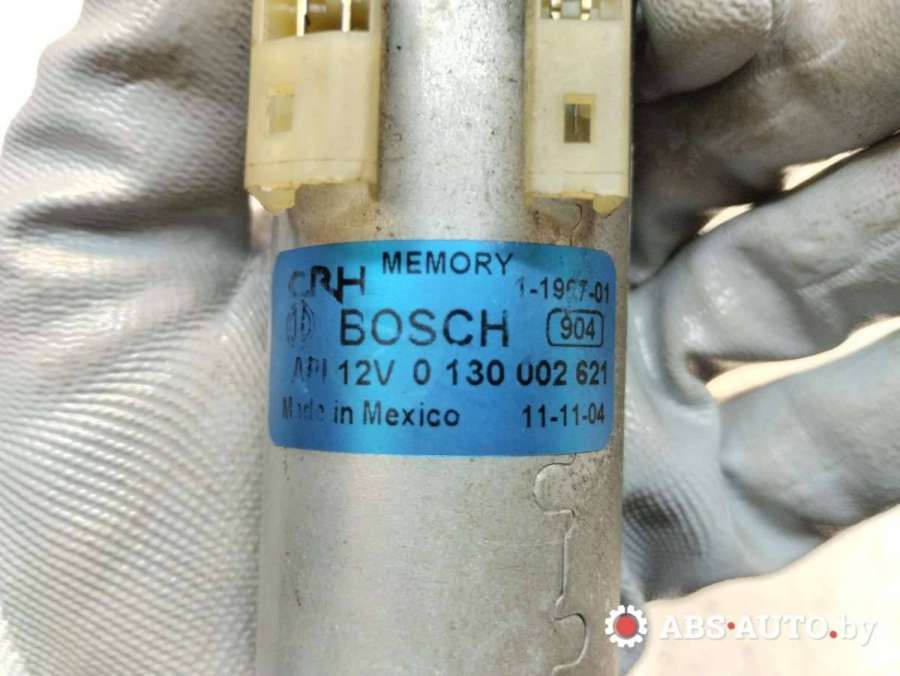 MEMORY
CRH 1-1967-01
BOSCH 904
API 12V 0 130 002 621
Made in Mexico 11-11-04
ABS-AUTO.by